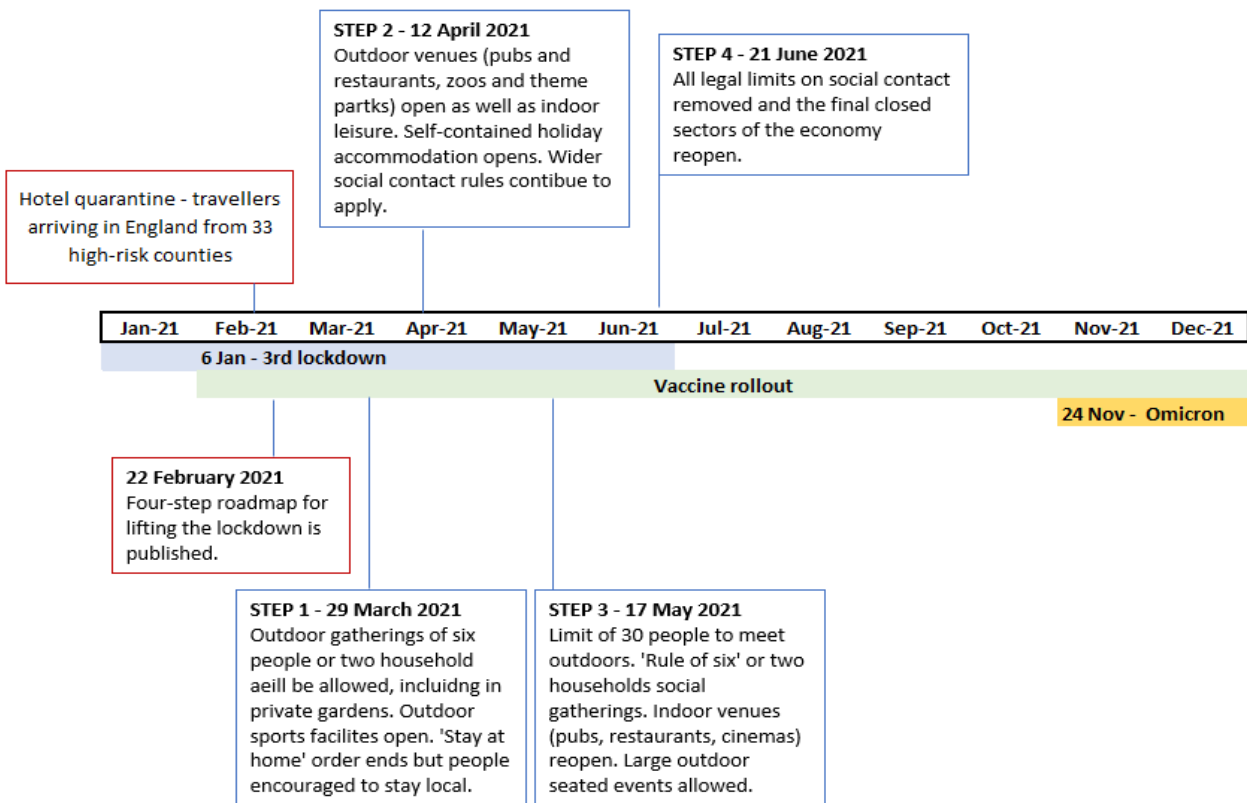 STEP 2 - 12 April 2021
Outdoor venues (pubs and
restaurants, zoos and theme
partks) open as well as indoor
leisure. Self-contained holiday
accommodation opens. Wider
social contact rules contibue to
apply.
STEP 4 - 21 June 2021
All legal limits on social contact
removed and the final closed
sectors of the economy
reopen.
Hotel quarantine - travellers
arriving in England from 33
high-risk counties
Jan-21 Feb-21 Mar-21 Apr-21 May-21 Jun-21 Jul-21 Aug-21 Sep-21 Oct-21 Nov-21 Dec-21
6 Jan - 3rd lockdown
Vaccine rollout
24 Nov - Omicron
22 February 2021
Four-step roadmap for
lifting the lockdown is
published.
STEP 1 - 29 March 2021
Outdoor gatherings of six
people or two household
aeill be allowed, incluidng in
private gardens. Outdoor
sports facilites open. 'Stay at
home' order ends but people
encouraged to stay local.
STEP 3 - 17 May 2021
Limit of 30 people to meet
outdoors. 'Rule of six' or two
households social
gatherings. Indoor venues
(pubs, restaurants, cinemas)
reopen. Large outdoor
seated events allowed.